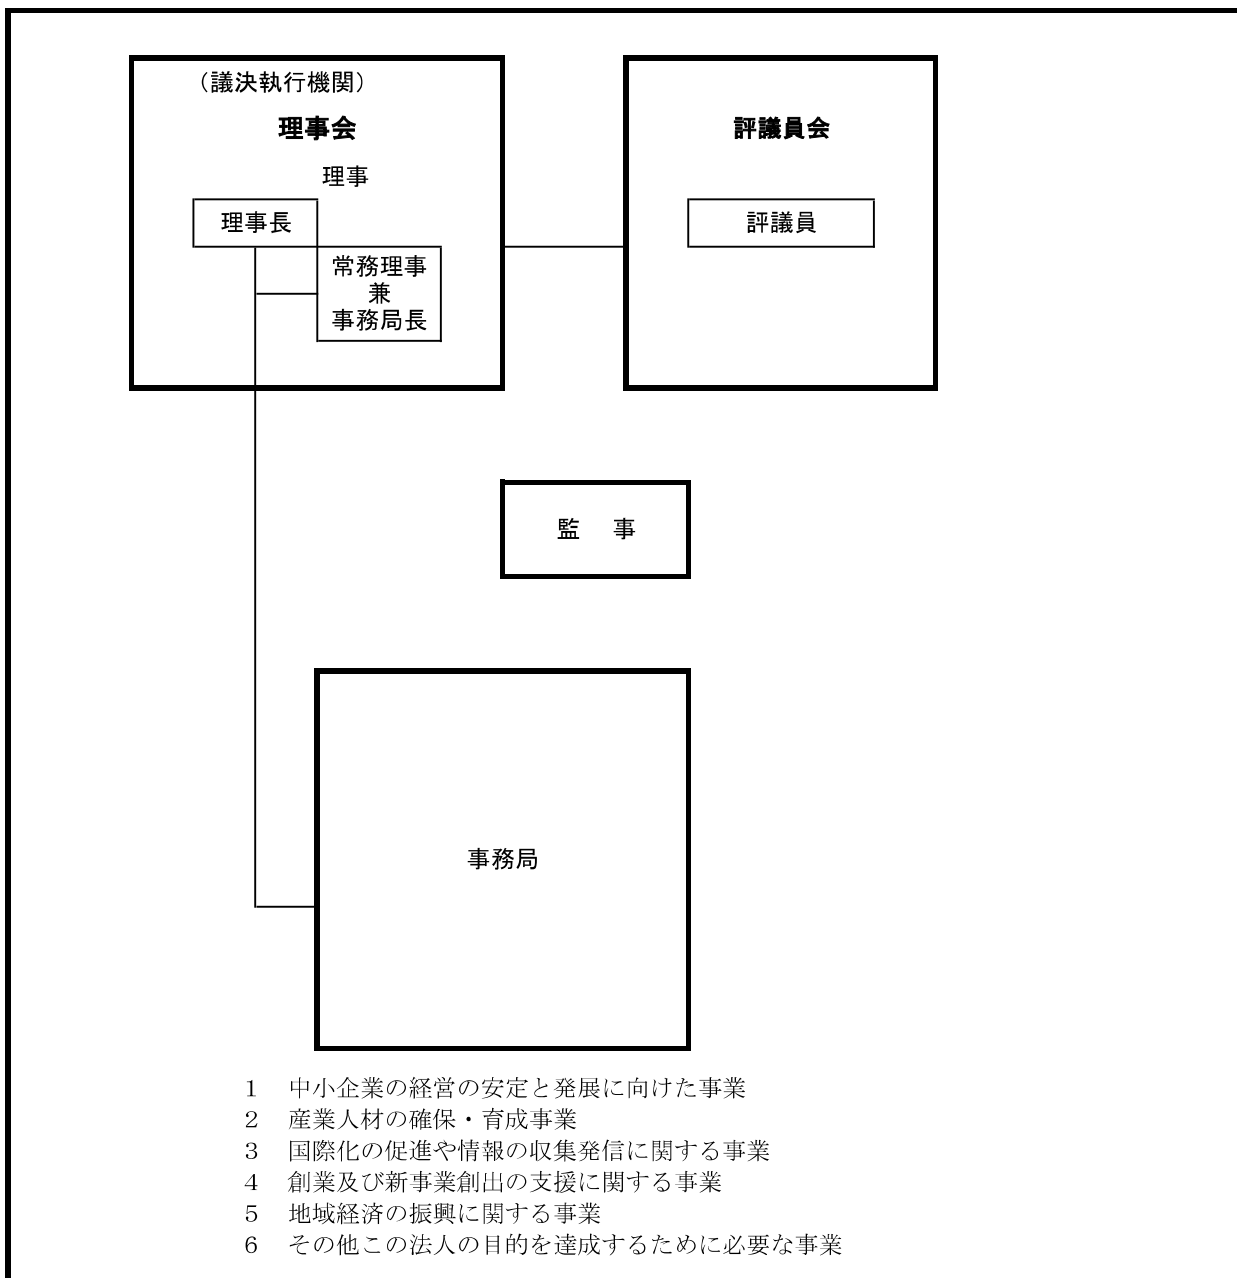 （議決執行機関）
理事会
理事
理事長
常務理事
兼
事務局長
評議員会
評議員
監　事
事務局
１　中小企業の経営の安定と発展に向けた事業
２　産業人材の確保・育成事業
３　国際化の促進や情報の収集発信に関する事業
４　創業及び新事業創出の支援に関する事業
５　地域経済の振興に関する事業
６　その他この法人の目的を達成するために必要な事業